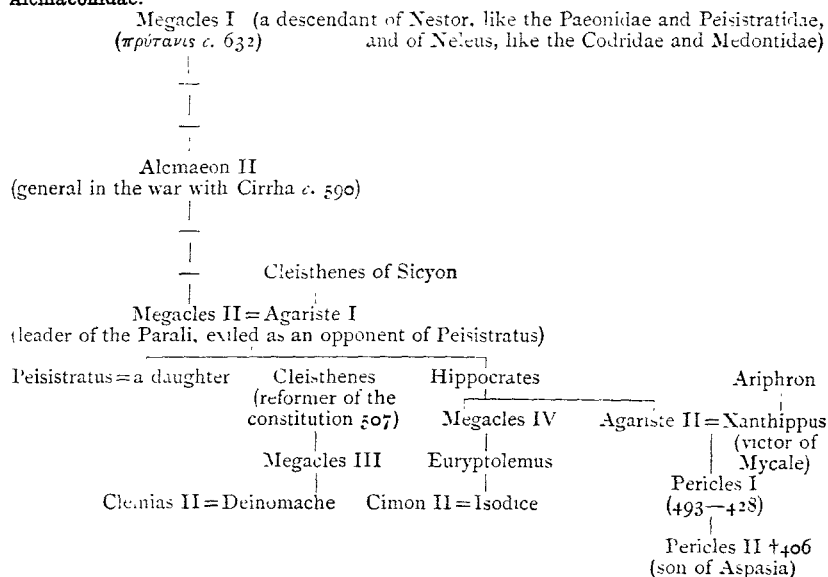 Alcmaeonidae.
Megacles I (a descendant of Nestor, like the Paeonidae and Peisistratidae,
(πρύτανις c. 632) and of Neleus, like the Codridae and Medontidae)
Alcmaeon II
(general in the war with Cirrha c. 590)
Cleisthenes of Sicyon
Megacles II = Agariste I
(leader of the Parali, exiled as an opponent of Peisistratus)
Peisistratus = a daughter Cleisthenes Hippocrates Ariphron
(reformer of the
constitution 507) Megacles IV Agariste II = Xanthippus
(victor of
Megacles III Euryptolemus Mycale)
Pericles I
Cleinias II = Deinomache Cimon II = Isodice (493—428)
Pericles II †406
(son of Aspasia)